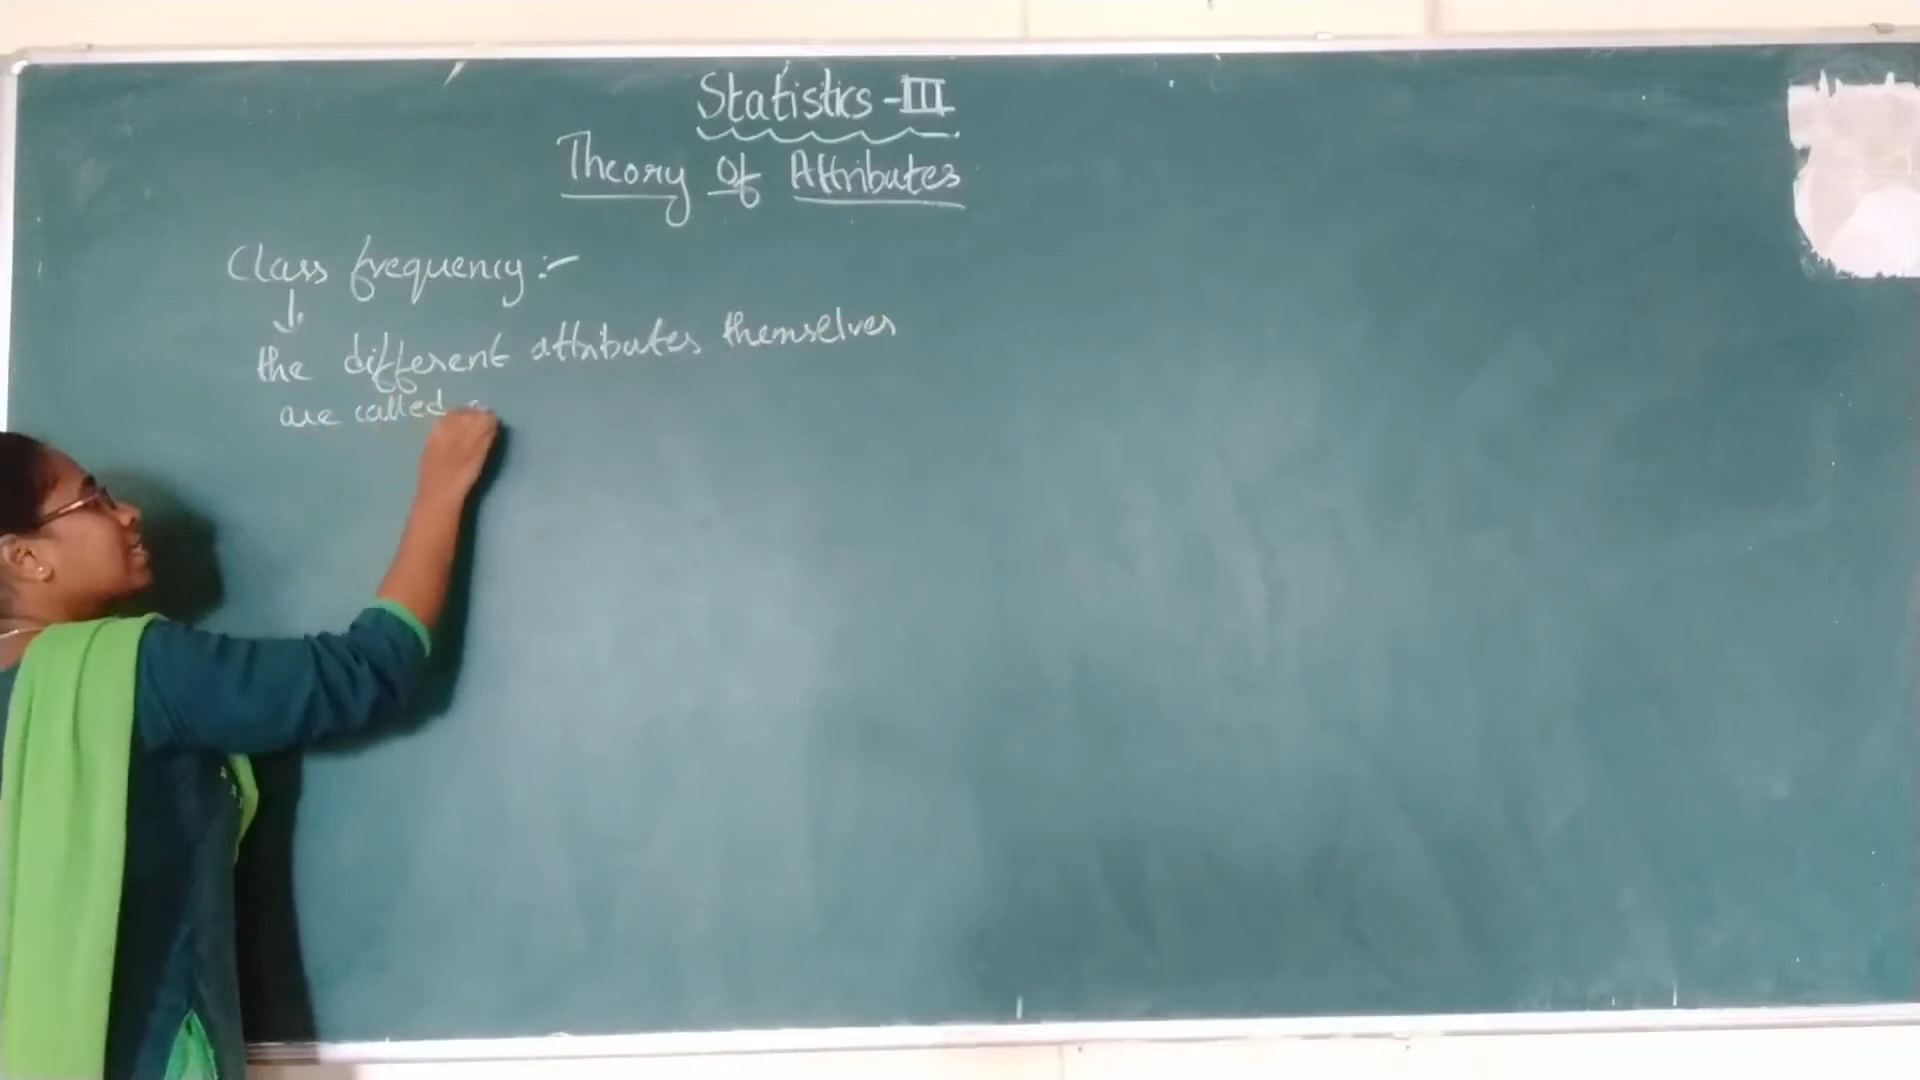 Statistics - III
Theory of Attributes
Class frequency :-
↓
the different attributes themselves
are called